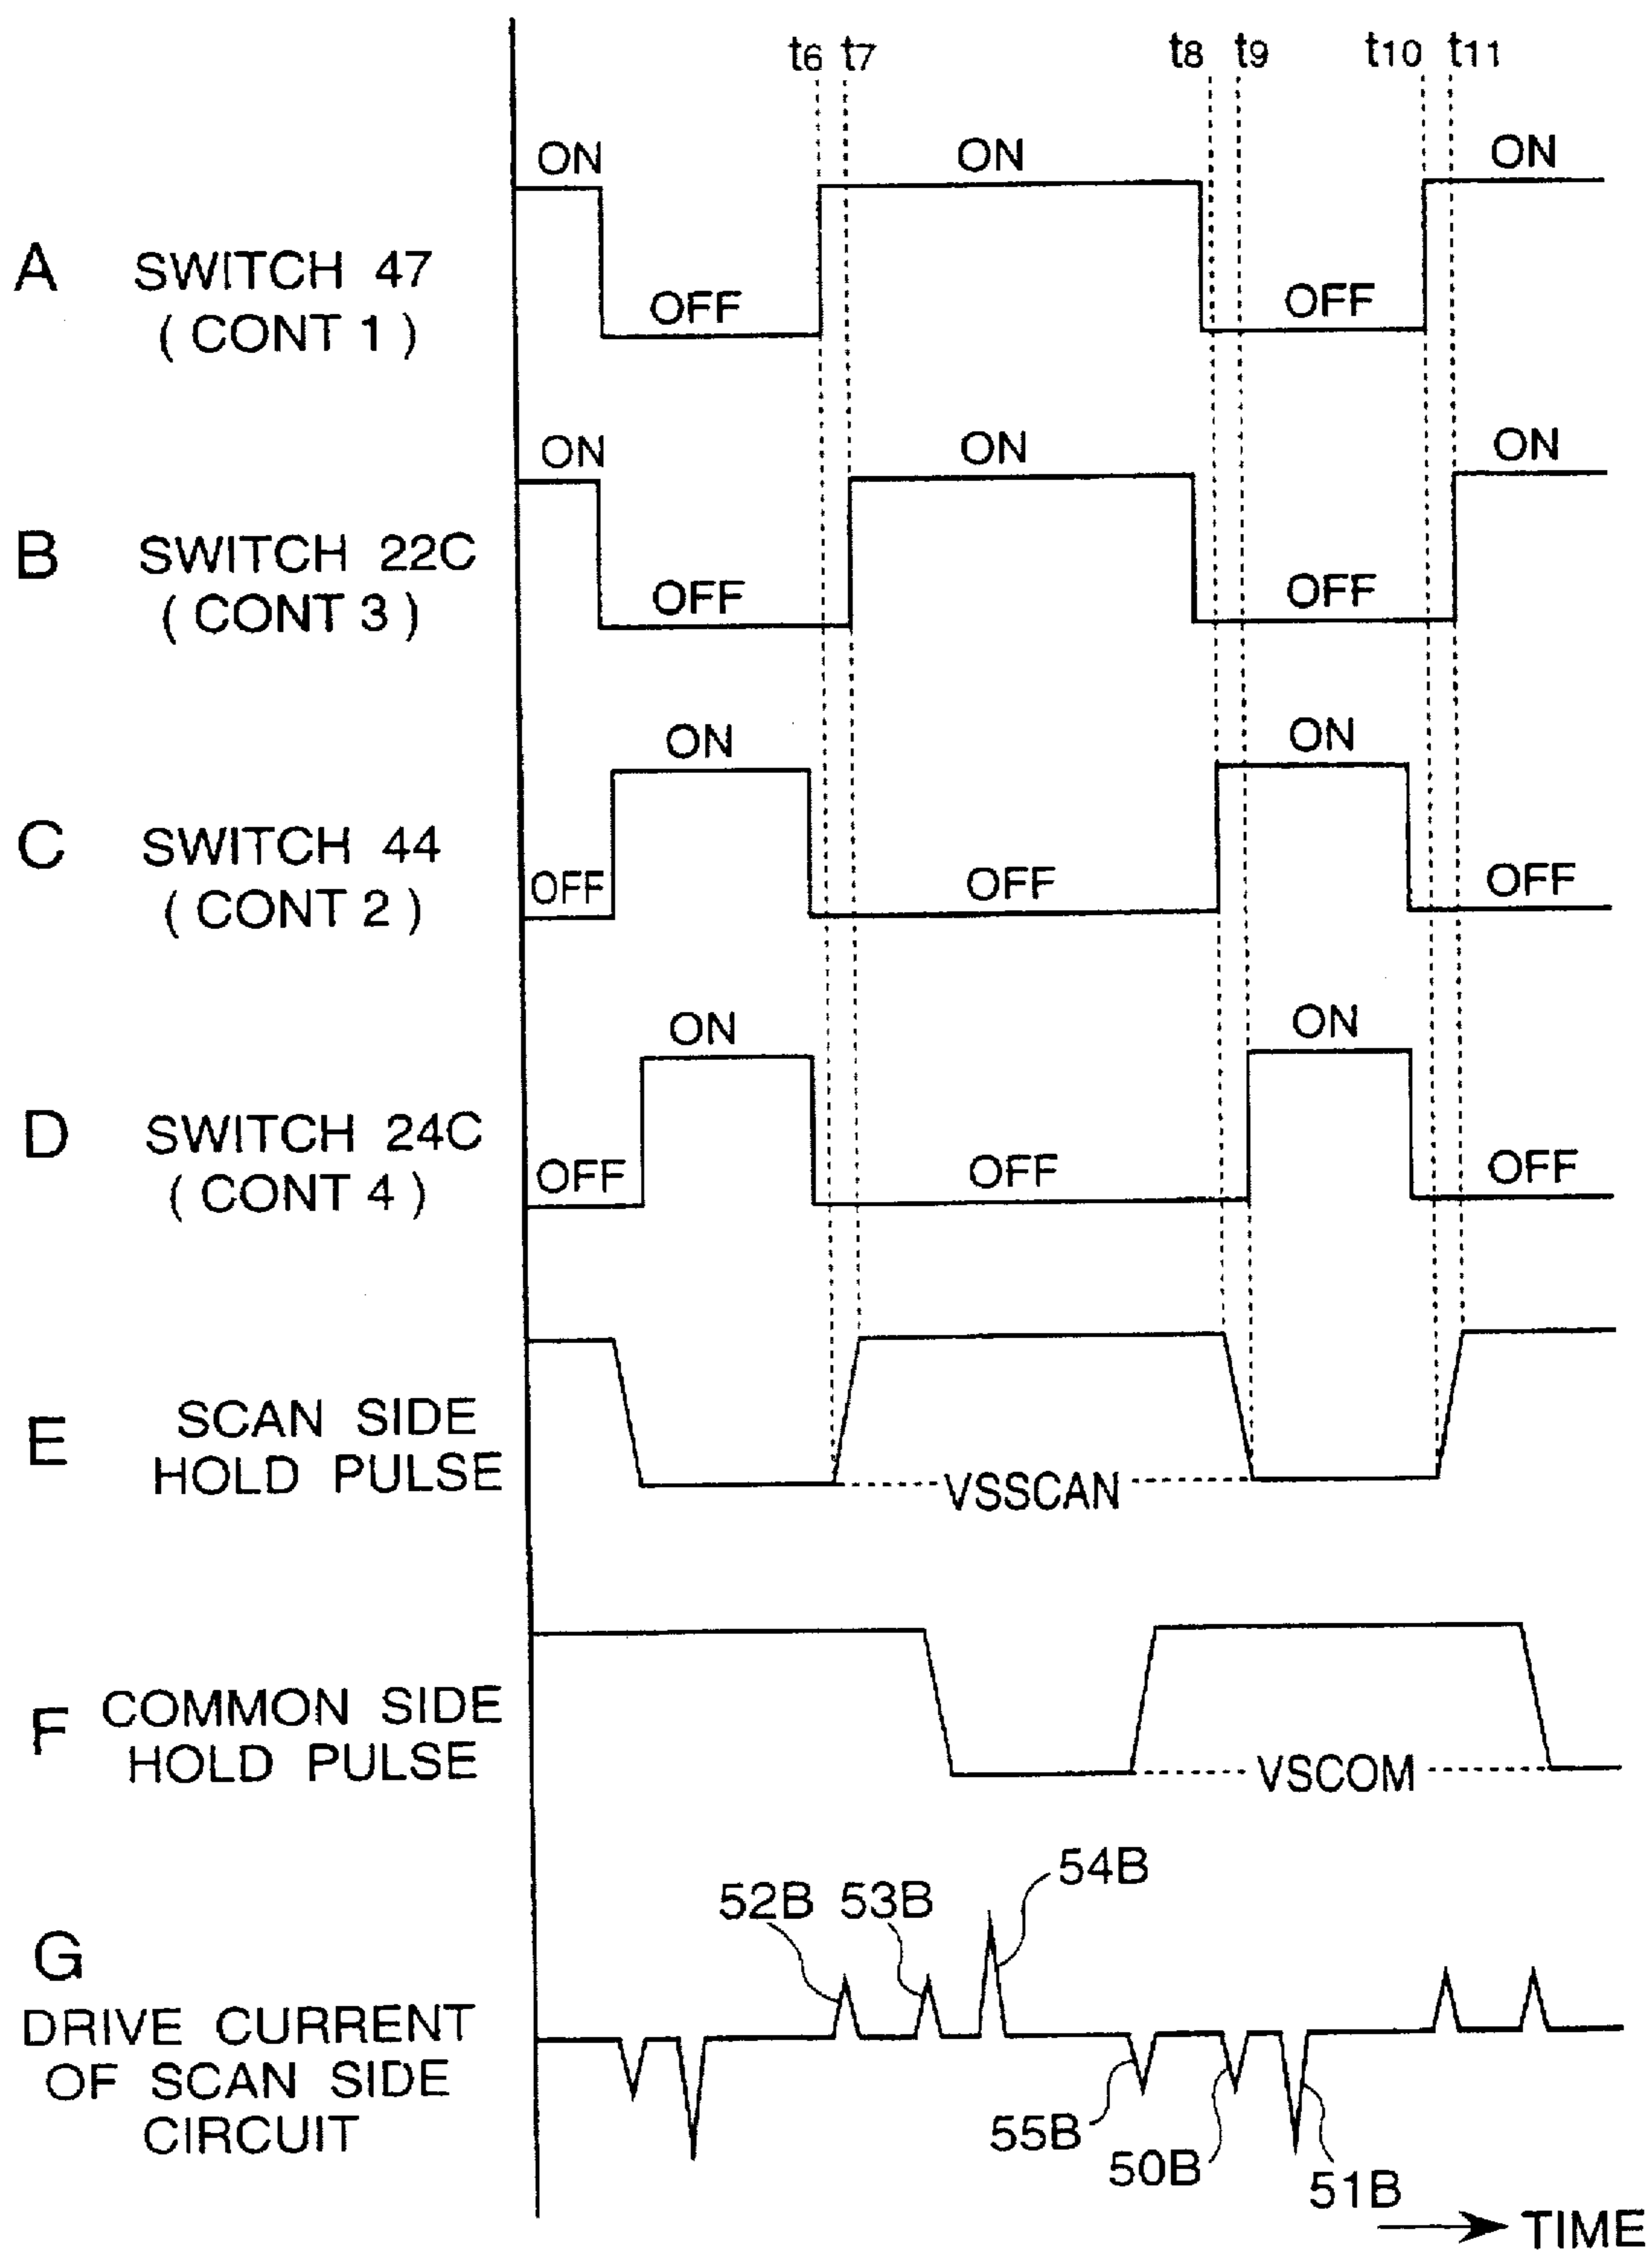 t6 t7 t8 t9 t10 t11
ON ON ON
A SWITCH 47
( CONT 1 )
OFF OFF
ON ON ON
B SWITCH 22C
( CONT 3 )
OFF OFF
ON ON
C SWITCH 44
( CONT 2 )
OFF OFF OFF
ON ON
D SWITCH 24C
( CONT 4 )
OFF OFF OFF
E SCAN SIDE
HOLD PULSE
VSSCAN
F COMMON SIDE
HOLD PULSE
VSCOM
52B 53B 54B
G
DRIVE CURRENT
OF SCAN SIDE
CIRCUIT
55B 50B 51B
TIME